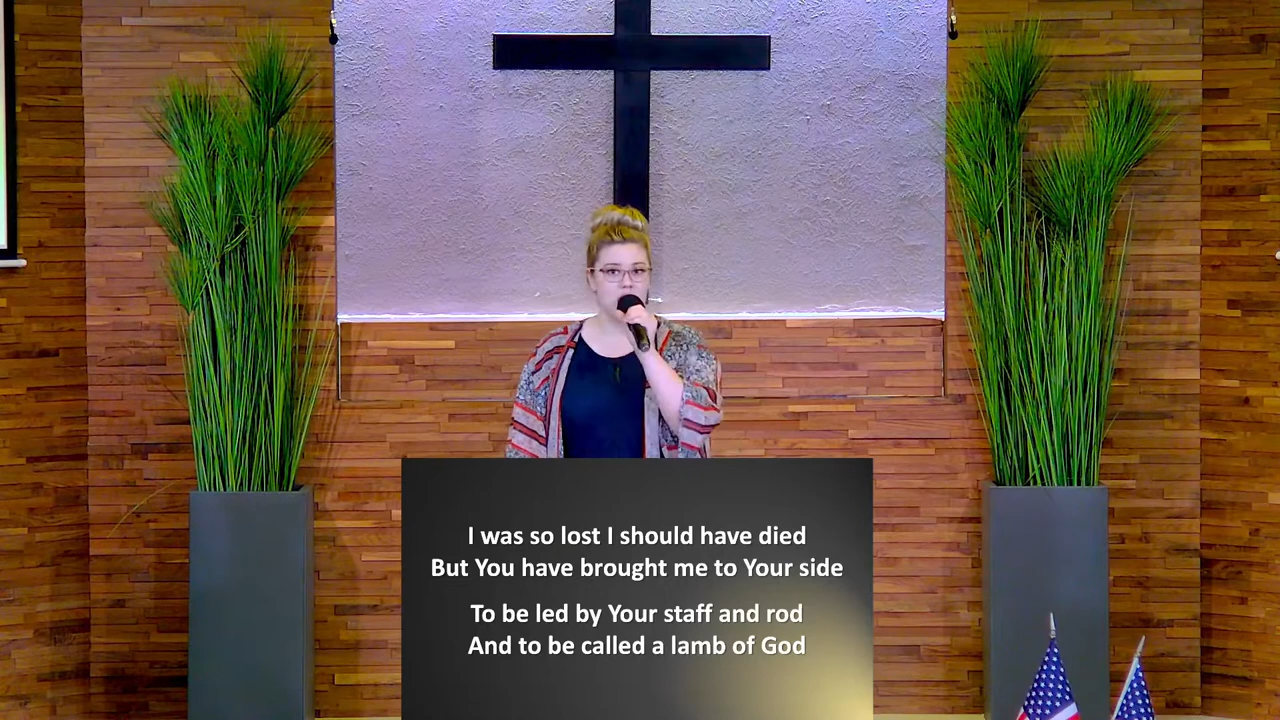 I was so lost I should have died
But You have brought me to Your side
To be led by Your staff and rod
And to be called a lamb of God